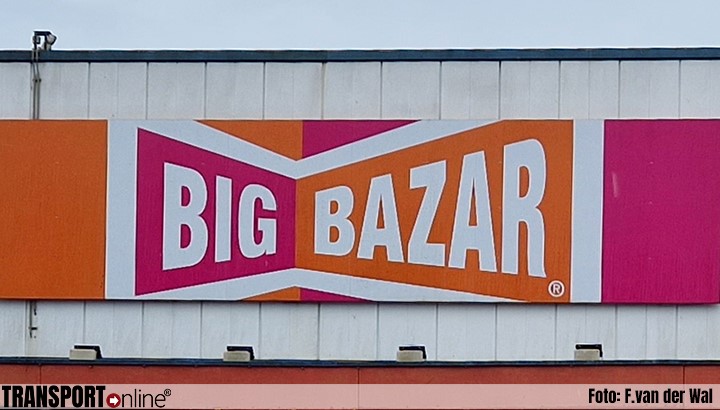 BIG BAZAR®
TRANSPORTonline®
Foto: F.van der Wal